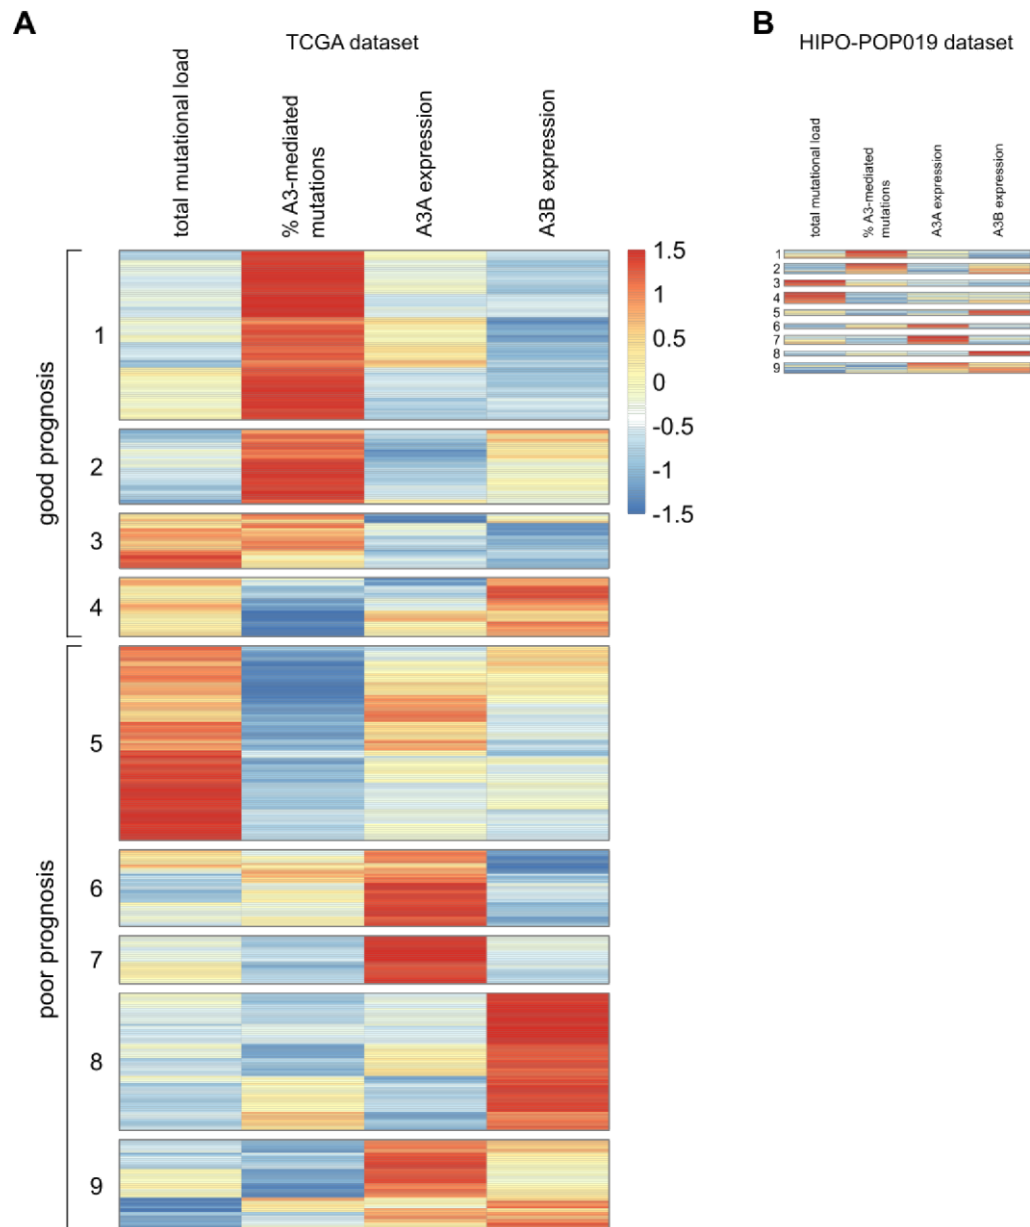 A
TCGA dataset
total mutational load
% A3-mediated
mutations
A3A expression
A3B expression
good prognosis
1
2
3
4
poor prognosis
5
6
7
8
9
1.5
1
0.5
0
-0.5
-1
-1.5
B
HIPO-POP019 dataset
total mutational load
% A3-mediated
mutations
A3A expression
A3B expression
1
2
3
4
5
6
7
8
9